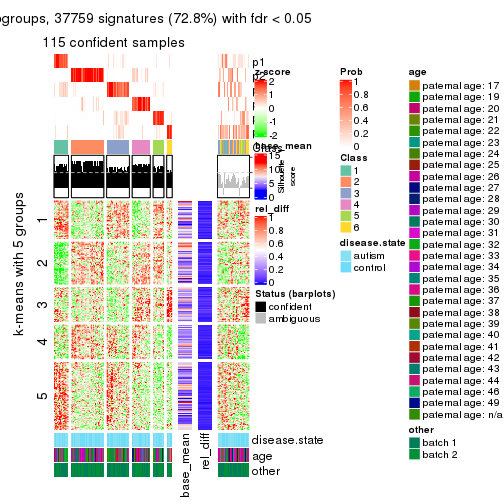 ogroups, 37759 signatures (72.8%) with fdr < 0.05
115 confident samples
p1
z-score
2
1
0
-1
-2
Class
base_mean
15
10
5
0
Silhouette
score
rel_diff
1
0.8
0.6
0.4
0.2
0
Status (barplots)
confident
ambiguous
Prob
1
0.8
0.6
0.4
0.2
0
Class
1
2
3
4
5
6
disease.state
autism
control
age
paternal age: 17
paternal age: 19
paternal age: 20
paternal age: 21
paternal age: 22
paternal age: 23
paternal age: 24
paternal age: 25
paternal age: 26
paternal age: 27
paternal age: 28
paternal age: 29
paternal age: 30
paternal age: 31
paternal age: 32
paternal age: 33
paternal age: 34
paternal age: 35
paternal age: 36
paternal age: 37
paternal age: 38
paternal age: 39
paternal age: 40
paternal age: 41
paternal age: 42
paternal age: 43
paternal age: 44
paternal age: 46
paternal age: 49
paternal age: n/a
other
batch 1
batch 2
k-means with 5 groups
1
2
3
4
5
disease.state
age
other
base_mean
rel_diff